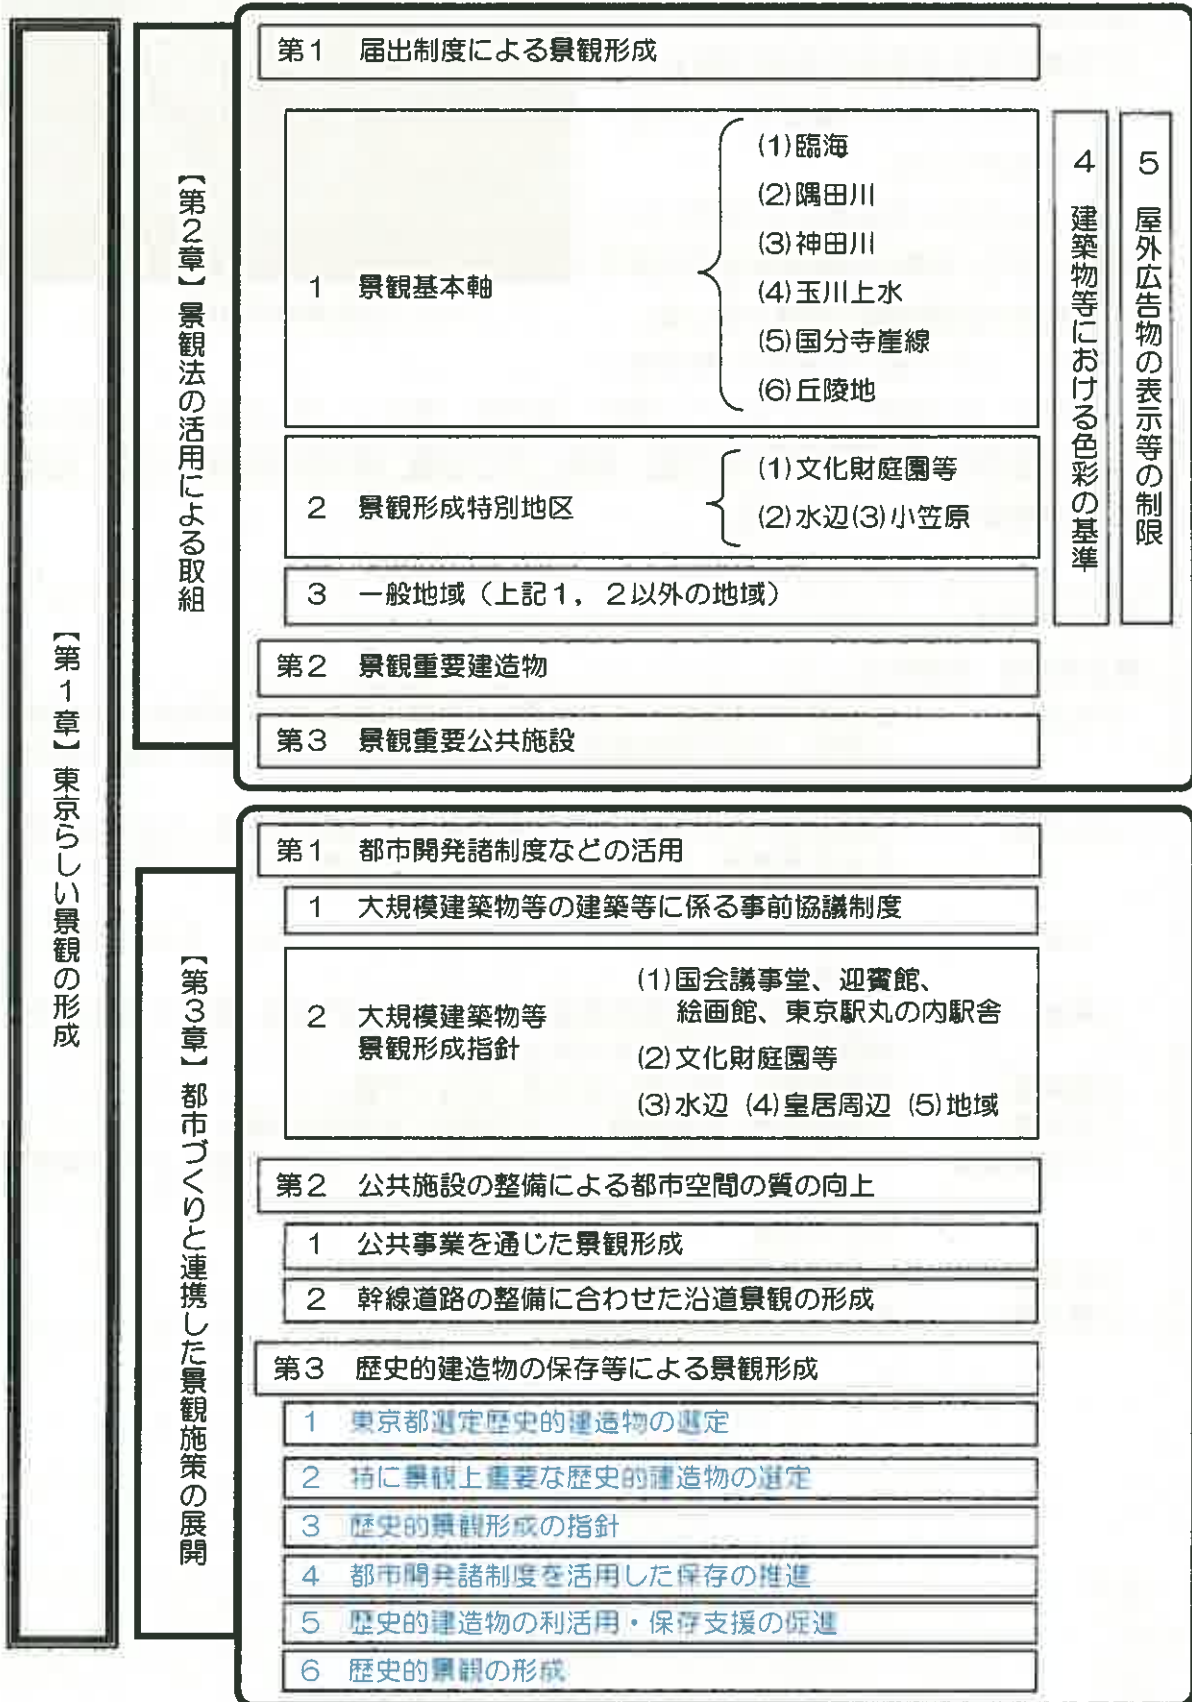 【第1章】東京らしい景観の形成
【第2章】景観法の活用による取組
第1 届出制度による景観形成
1 景観基本軸
(1)臨海
(2)隅田川
(3)神田川
(4)玉川上水
(5)国分寺崖線
(6)丘陵地
2 景観形成特別地区
(1)文化財庭園等
(2)水辺(3)小笠原
3 一般地域(上記1,2以外の地域)
4 建築物等における色彩の基準
5 屋外広告物の表示等の制限
第2 景観重要建造物
第3 景観重要公共施設
【第3章】都市づくりと連携した景観施策の展開
第1 都市開発諸制度などの活用
1 大規模建築物等の建築等に係る事前協議制度
2 大規模建築物等
景観形成指針
(1)国会議事堂、迎賓館、
絵画館、東京駅丸の内駅舎
(2)文化財庭園等
(3)水辺 (4)皇居周辺 (5)地域
第2 公共施設の整備による都市空間の質の向上
1 公共事業を通じた景観形成
2 幹線道路の整備に合わせた沿道景観の形成
第3 歴史的建造物の保存等による景観形成
1 東京都選定歴史的建造物の選定
2 特に景観上重要な歴史的建造物の選定
3 歴史的景観形成の指針
4 都市開発諸制度を活用した保存の推進
5 歴史的建造物の利活用・保存支援の促進
6 歴史的景観の形成